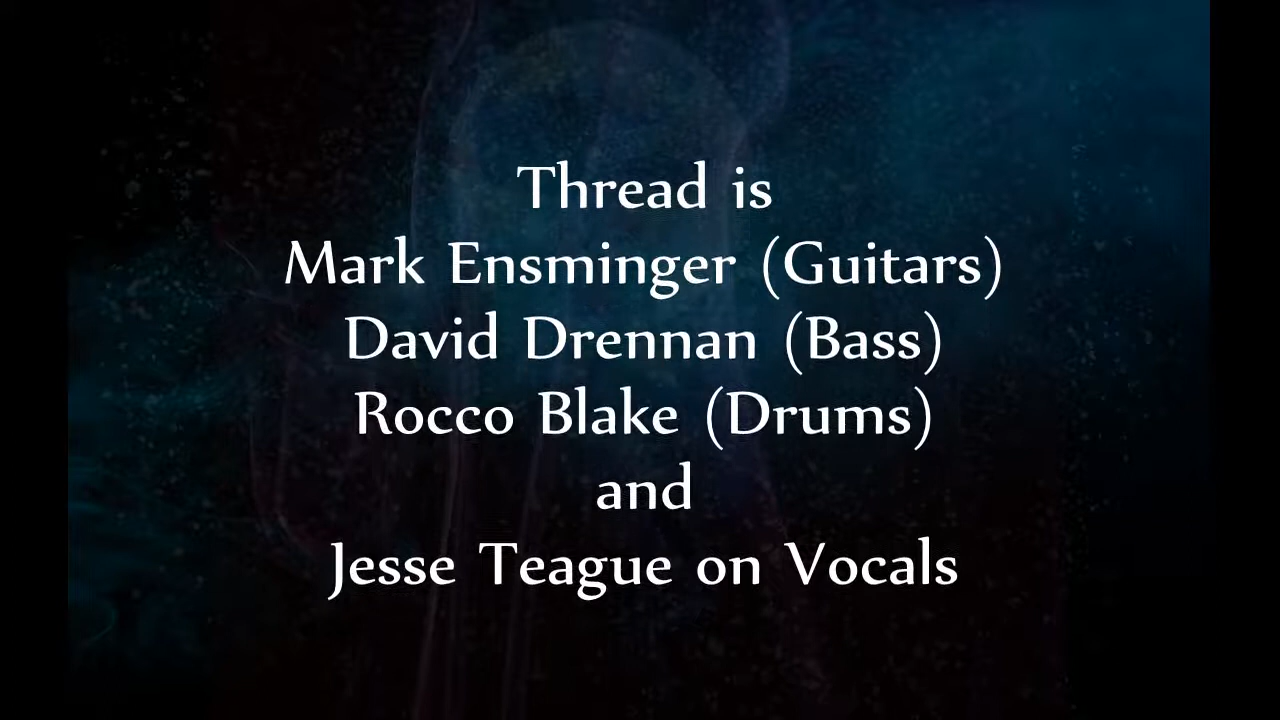 Thread is
Mark Ensminger (Guitars)
David Drennan (Bass)
Rocco Blake (Drums)
and
Jesse Teague on Vocals